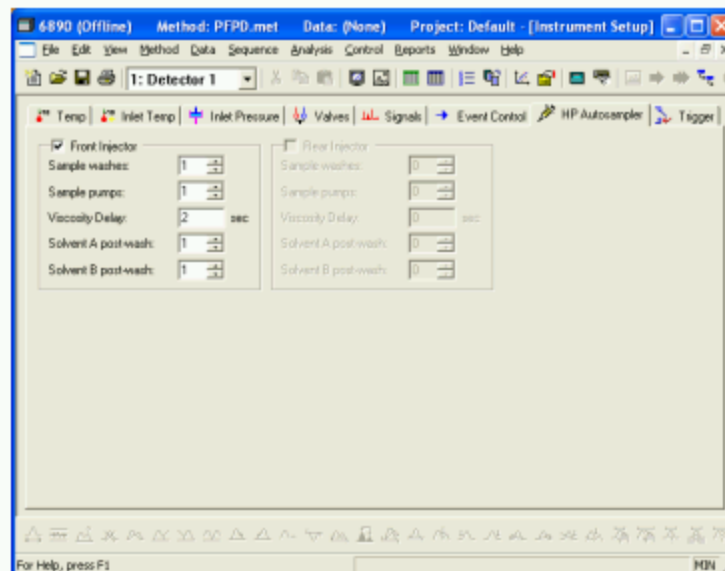 6890 (Offline) Method: PFPD.met Data: (None) Project: Default - [Instrument Setup]
File Edit View Method Data Sequence Analysis Control Reports Window Help
1: Detector 1
Temp Inlet Temp Inlet Pressure Valves Signals Event Control HP Autosampler Trigger
Front Injector
Sample washes: 1
Sample pumps: 1
Viscosity Delay: 2 sec
Solvent A post-wash: 1
Solvent B post-wash: 1
Rear Injector
Sample washes: 0
Sample pumps: 0
Viscosity Delay: 0 sec
Solvent A post-wash: 0
Solvent B post-wash: 0
For Help, press F1
MIN